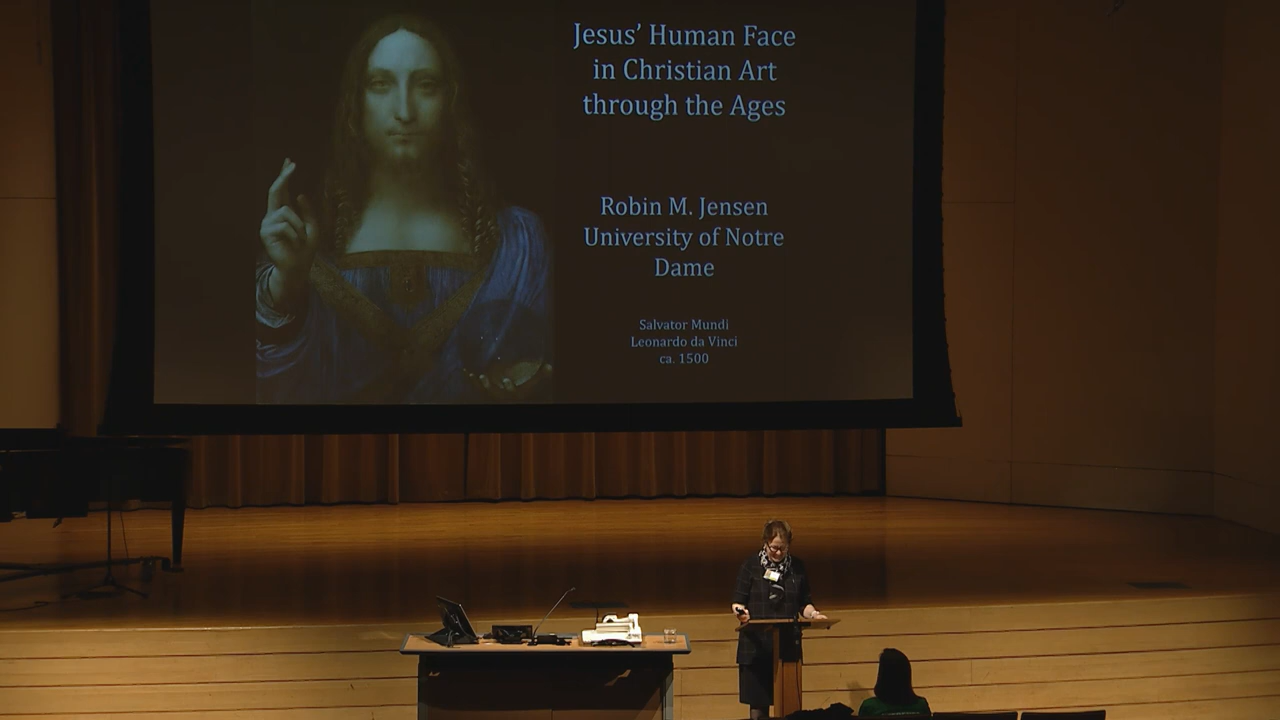 Jesus’ Human Face
in Christian Art
through the Ages
Robin M. Jensen
University of Notre
Dame
Salvator Mundi
Leonardo da Vinci
ca. 1500